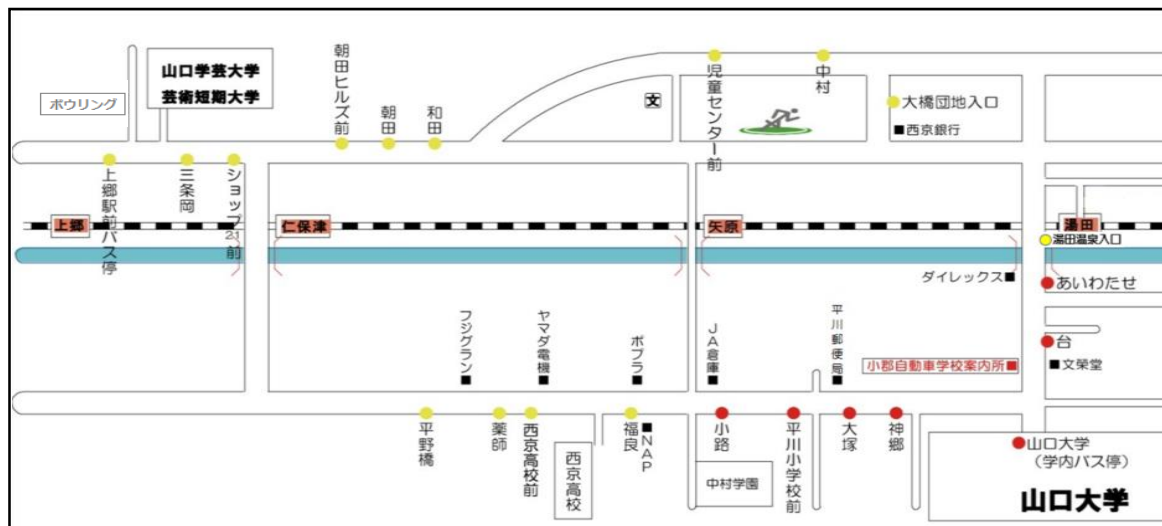 山口学芸大学
芸術短期大学
ボウリング
朝田ヒルズ前
朝田
和田
文
児童センター前
中村
大橋団地入口
西京銀行
上郷駅前バス停
三条岡
ショップ21前
上郷
仁保津
矢原
湯田
湯田温泉入口
ダイレックス
あいわたせ
フジグラン
ヤマダ電機
ポプラ
JA倉庫
平川郵便局
小郡自動車学校案内所
台
文榮堂
平野橋
薬師
西京高校前
西京高校
福良
NAP
小路
中村学園
平川小学校前
大塚
神郷
山口大学
（学内バス停）
山口大学